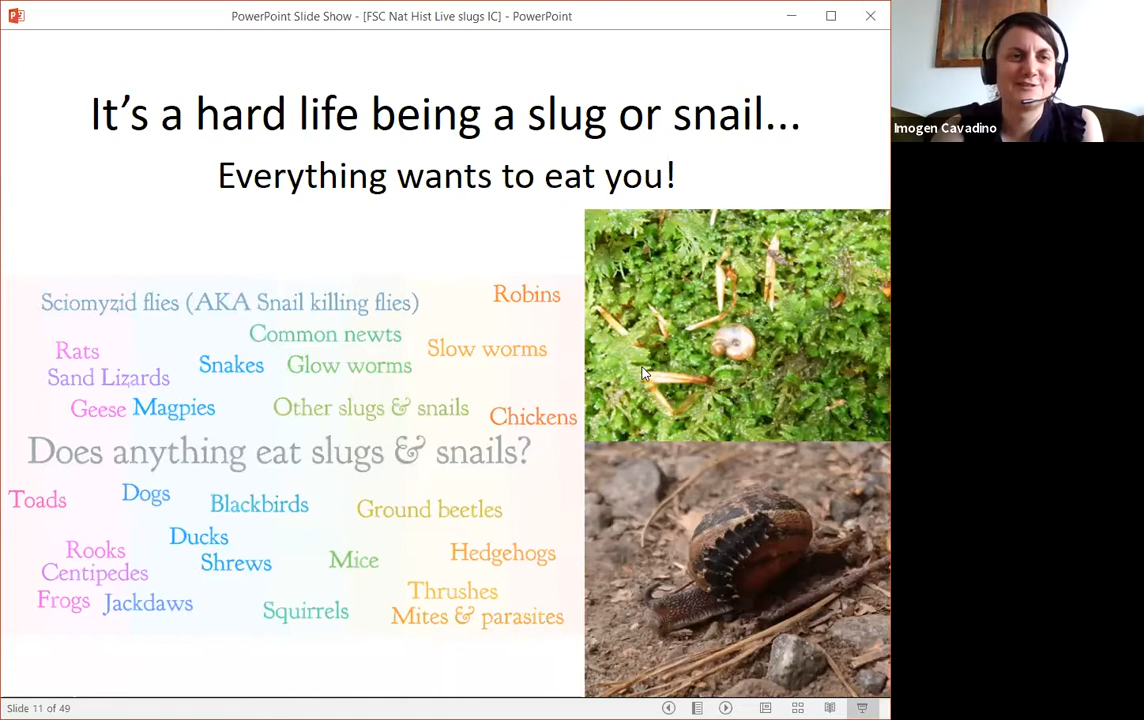 PowerPoint Slide Show - [FSC Nat Hist Live slugs IC] - PowerPoint
Imogen Cavadino
It's a hard life being a slug or snail...
Everything wants to eat you!
Sciomyzid flies (AKA Snail killing flies)
Robins
Common newts
Rats
Slow worms
Snakes
Glow worms
Sand Lizards
Geese
Magpies
Other slugs & snails
Chickens
Does anything eat slugs & snails?
Toads
Dogs
Blackbirds
Ground beetles
Ducks
Rooks
Shrews
Mice
Hedgehogs
Centipedes
Frogs
Jackdaws
Squirrels
Thrushes
Mites & parasites
Slide 11 of 49